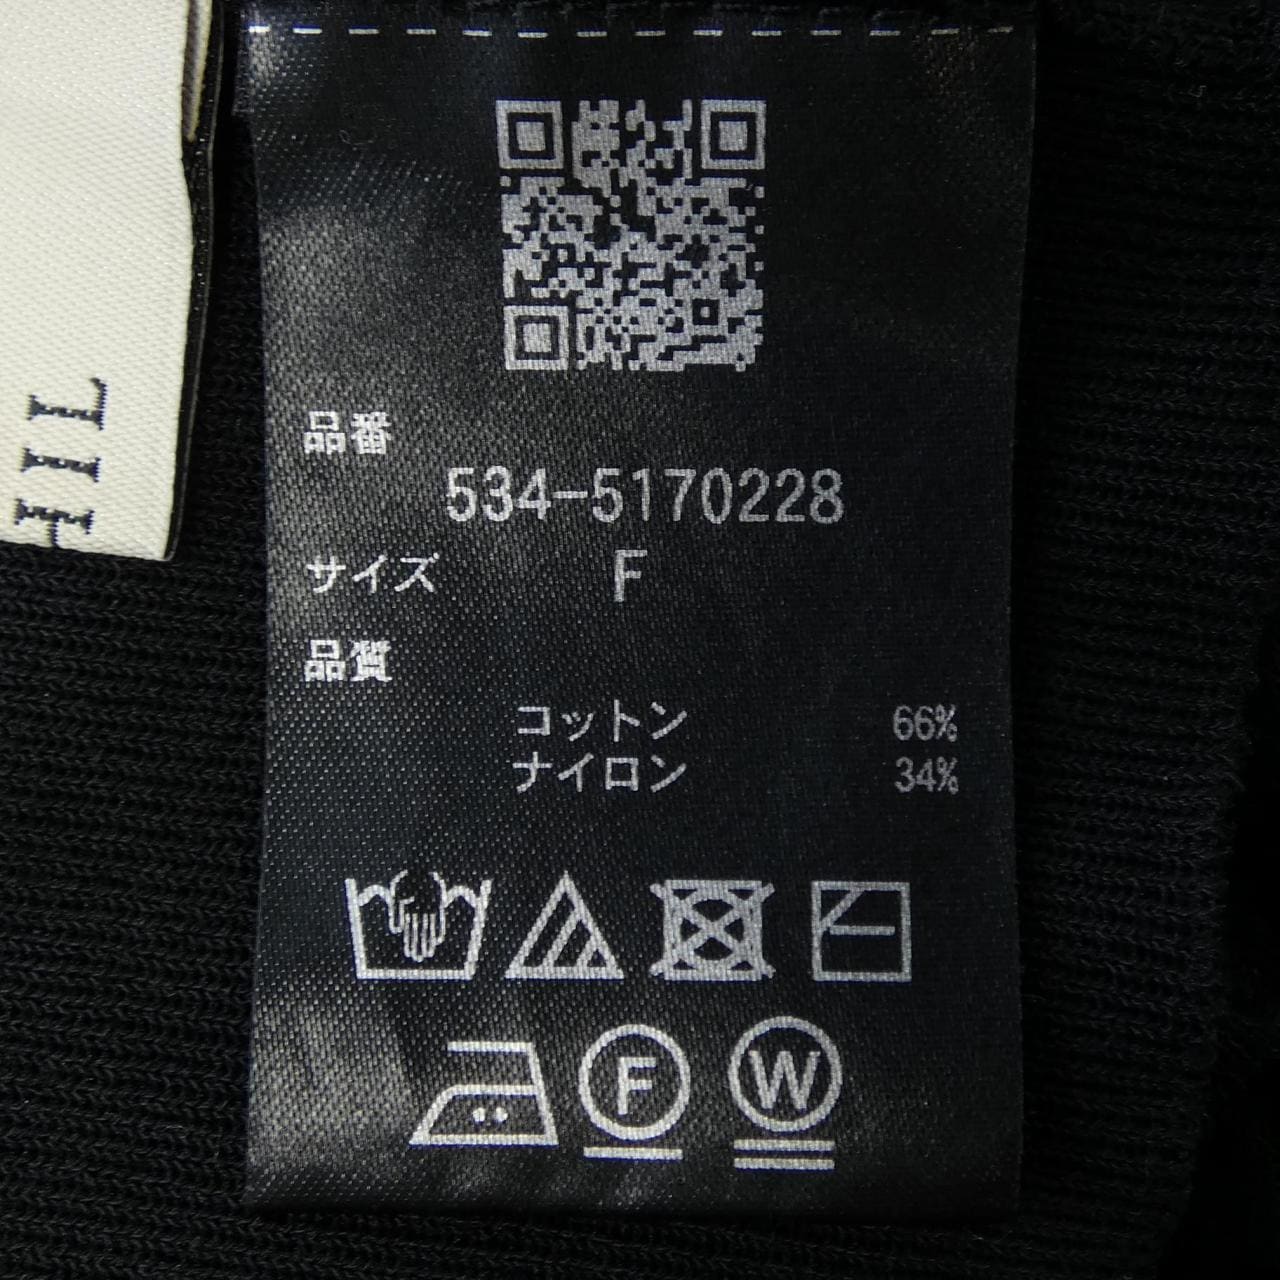 HIL
品番
534-5170228
サイズ F
品質
コットン 66%
ナイロン 34%
F W